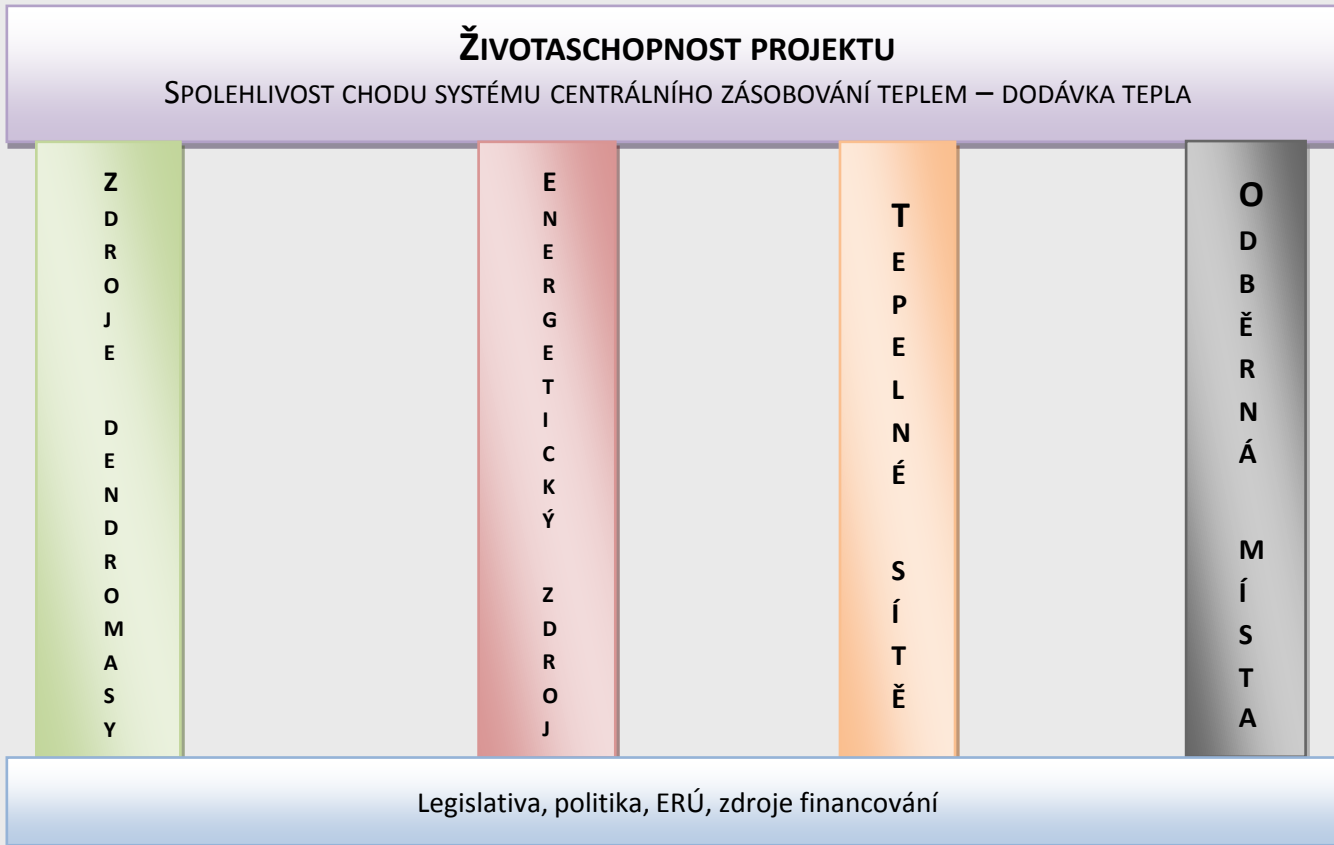 ŽIVOTASCHOPNOST PROJEKTU
SPOLEHLIVOST CHODU SYSTÉMU CENTRÁLNÍHO ZÁSOBOVÁNÍ TEPLEM – DODÁVKA TEPLA
ZDROJE DENDROMASY
ENERGETICKÝ ZDROJ
TEPELNÉ SÍTĚ
ODBĚRNÁ MÍSTA
Legislativa, politika, ERÚ, zdroje financování